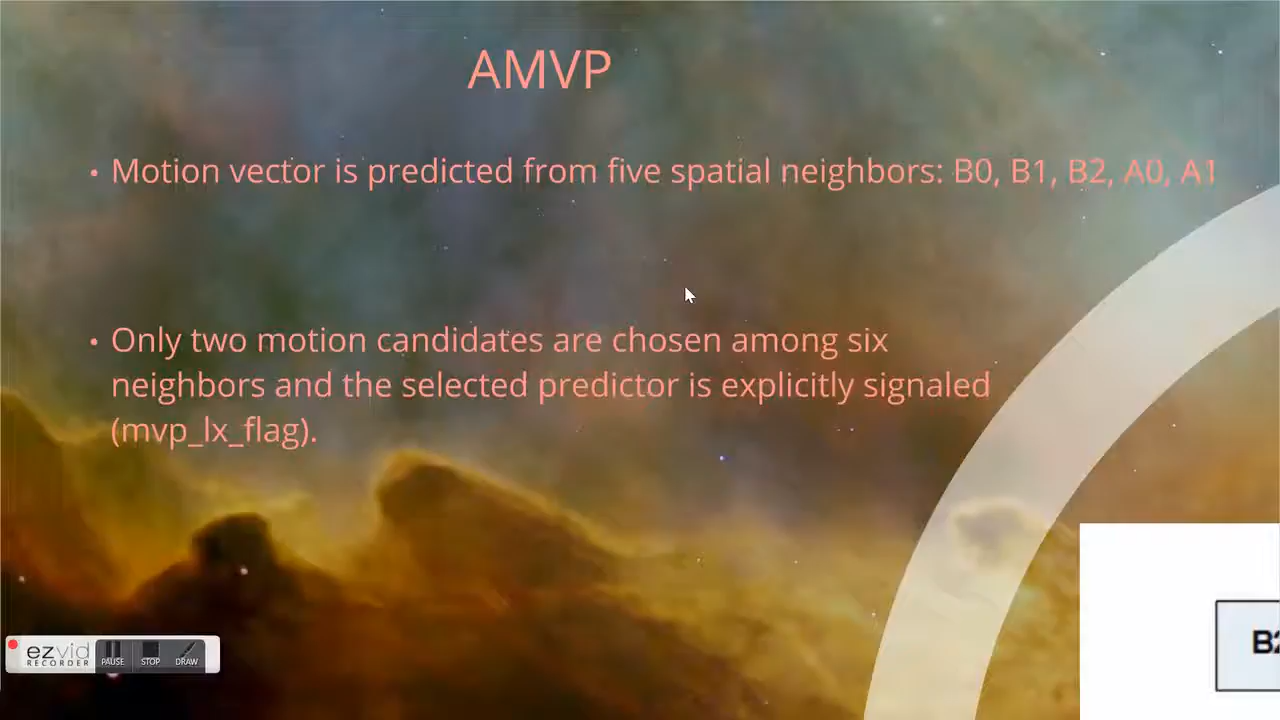 AMVP
• Motion vector is predicted from five spatial neighbors: B0, B1, B2, A0, A1
• Only two motion candidates are chosen among six
neighbors and the selected predictor is explicitly signaled
(mvp_lx_flag).
B2
ezvid
RECORDER
PAUSE
STOP
DRAW